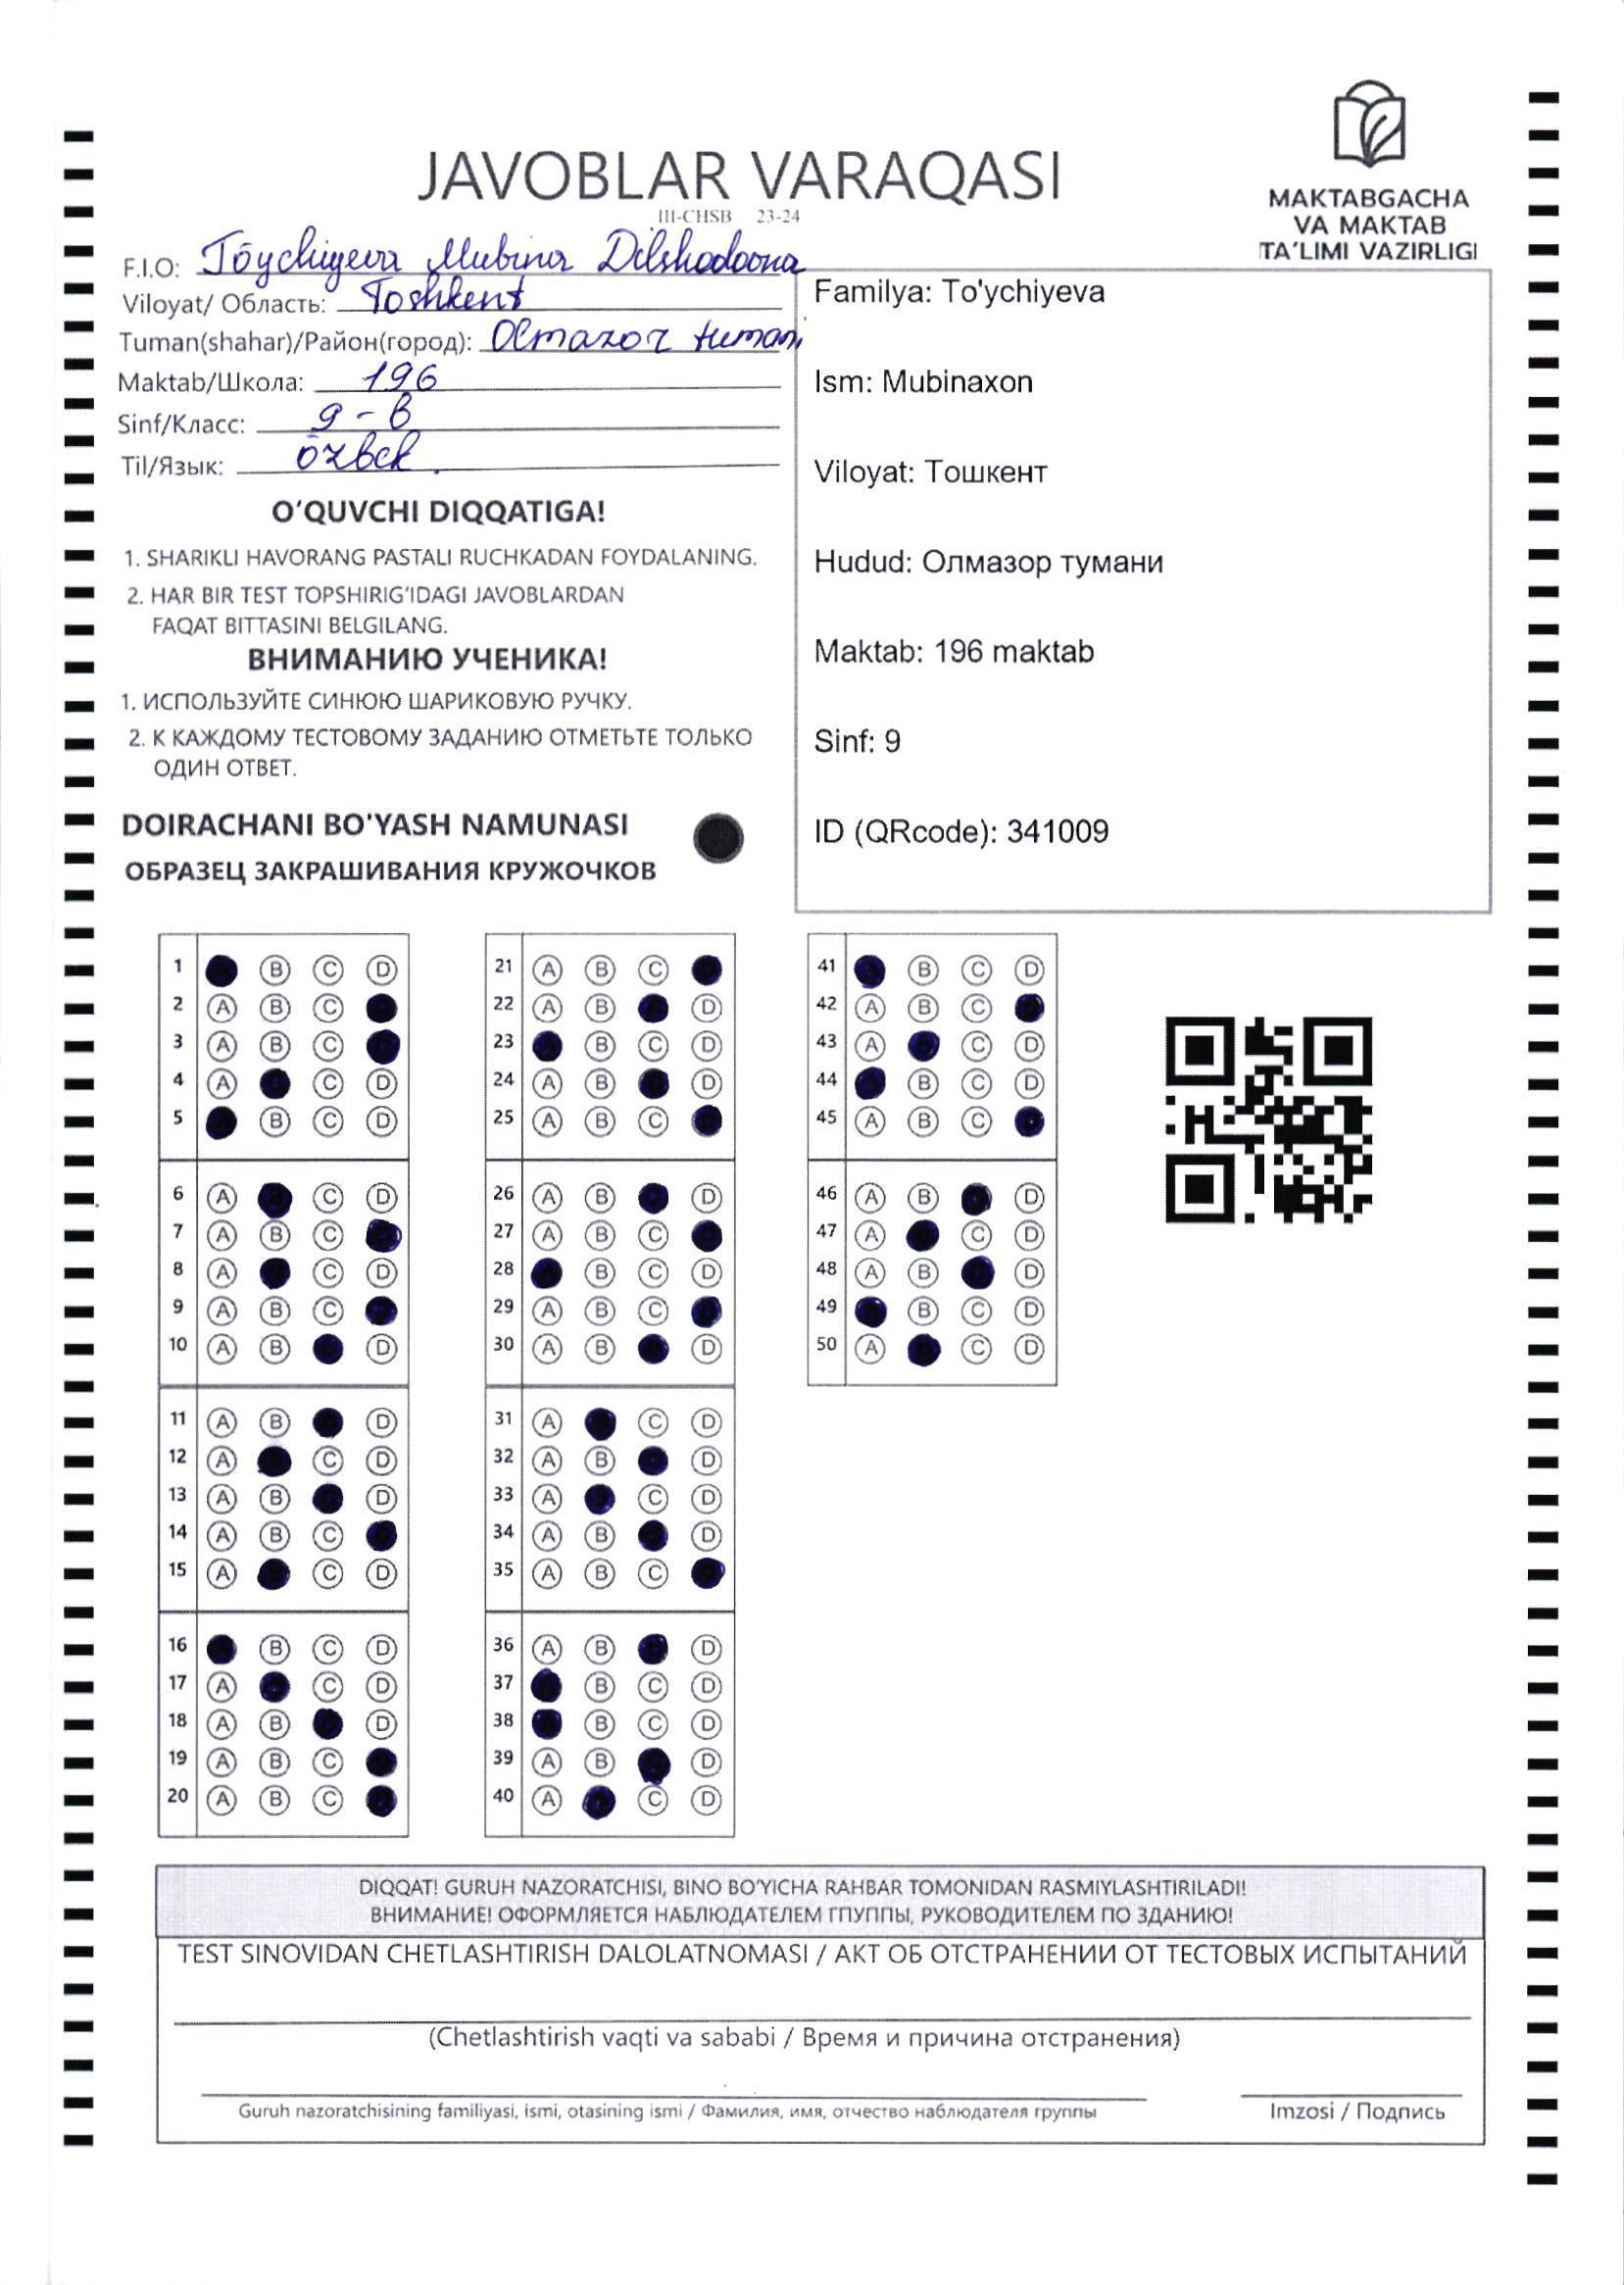 JAVOBLAR VARAQASI
III-CHSB 23-24
MAKTABGACHA
VA MAKTAB
TA'LIMI VAZIRLIGI
F.I.O: Tōychiyeva Mubina Dilshodovna
Viloyat/ Область: Toshkent
Tuman(shahar)/Район(город): Olmazor tumani
Maktab/Школа: 196
Sinf/Класс: 9-B
Til/Язык: ōzbek.
O'QUVCHI DIQQATIGA!
1. SHARIKLI HAVORANG PASTALI RUCHKADAN FOYDALANING.
2. HAR BIR TEST TOPSHIRIG'IDAGI JAVOBLARDAN
FAQAT BITTASINI BELGILANG.
ВНИМАНИЮ УЧЕНИКА!
1. ИСПОЛЬЗУЙТЕ СИНЮЮ ШАРИКОВУЮ РУЧКУ.
2. К КАЖДОМУ ТЕСТОВОМУ ЗАДАНИЮ ОТМЕТЬТЕ ТОЛЬКО
ОДИН ОТВЕТ.
DOIRACHANI BO'YASH NAMUNASI
ОБРАЗЕЦ ЗАКРАШИВАНИЯ КРУЖОЧКОВ
Familya: To'ychiyeva
Ism: Mubinaxon
Viloyat: Тошкент
Hudud: Олмазор тумани
Maktab: 196 maktab
Sinf: 9
ID (QRcode): 341009
1 B C D
2 A B C
3 A B C
4 A C D
5 B C D
6 A C D
7 A B C
8 A C D
9 A B C
10 A B D
11 A B D
12 A C D
13 A B D
14 A B C
15 A C D
16 B C D
17 A C D
18 A B D
19 A B C
20 A B C
21 A B C
22 A B D
23 B C D
24 A B D
25 A B C
26 A B D
27 A B C
28 B C D
29 A B C
30 A B D
31 A C D
32 A B D
33 A C D
34 A B D
35 A B C
36 A B D
37 B C D
38 B C D
39 A B D
40 A C D
41 B C D
42 A B C
43 A C D
44 B C D
45 A B C
46 A B D
47 A C D
48 A B D
49 B C D
50 A C D
DIQQAT! GURUH NAZORATCHISI, BINO BO'YICHA RAHBAR TOMONIDAN RASMIYLASHTIRILADI!
ВНИМАНИЕ! ОФОРМЛЯЕТСЯ НАБЛЮДАТЕЛЕМ ГПУППЫ, РУКОВОДИТЕЛЕМ ПО ЗДАНИЮ!
TEST SINOVIDAN CHETLASHTIRISH DALOLATNOMASI / АКТ ОБ ОТСТРАНЕНИИ ОТ ТЕСТОВЫХ ИСПЫТАНИЙ
(Chetlashtirish vaqti va sababi / Время и причина отстранения)
Guruh nazoratchisining familiyasi, ismi, otasining ismi / Фамилия, имя, отчество наблюдателя группы
Imzosi / Подпись